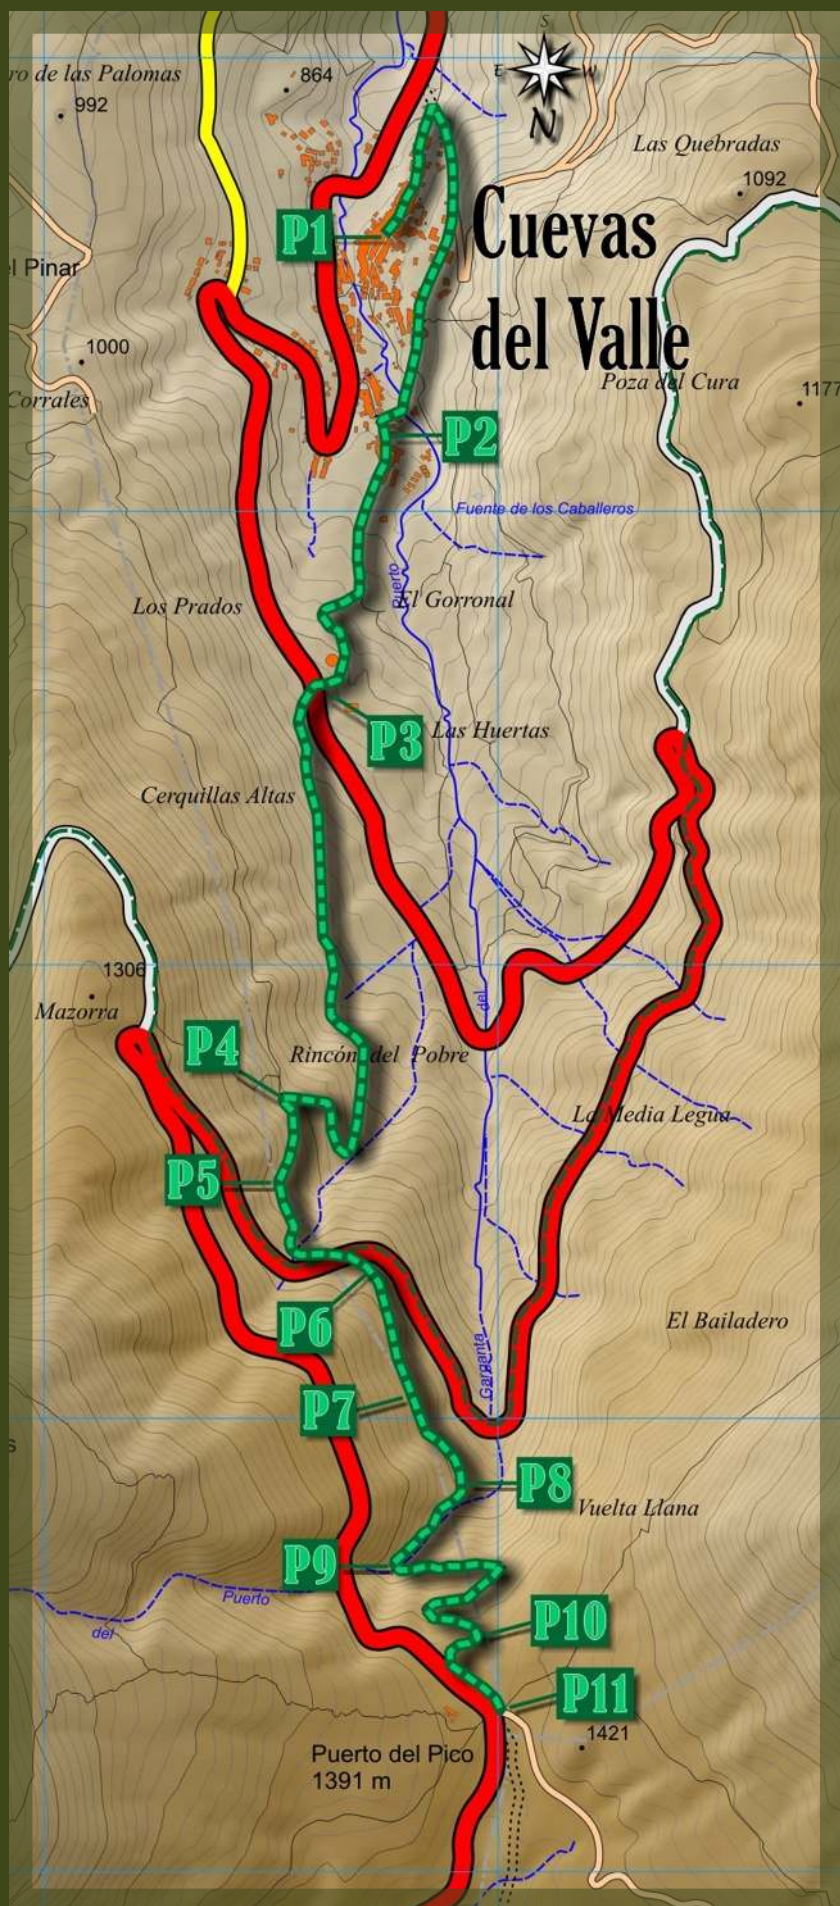 S
E
W
N
ro de las Palomas
864
992
Las Quebradas
1092
P1
Cuevas
del Valle
el Pinar
1000
Corrales
Poza del Cura
1177
P2
Fuente de los Caballeros
Puerto
El Gorronal
Los Prados
P3
Las Huertas
Cerquillas Altas
1306
Mazorra
del
P4
Rincón del Pobre
La Media Legua
P5
P6
El Bailadero
Garganta
P7
P8
Vuelta Llana
s
P9
Puerto
del
P10
P11
1421
Puerto del Pico
1391 m